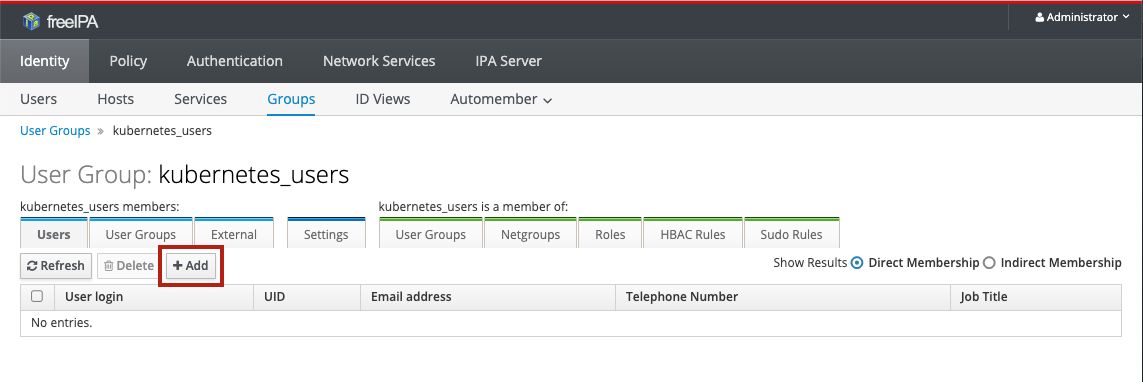 freeIPA Administrator
Identity Policy Authentication Network Services IPA Server
Users Hosts Services Groups ID Views Automember
User Groups » kubernetes_users
User Group: kubernetes_users
kubernetes_users members: kubernetes_users is a member of:
Users User Groups External Settings User Groups Netgroups Roles HBAC Rules Sudo Rules
Refresh Delete + Add Show Results Direct Membership Indirect Membership
User login UID Email address Telephone Number Job Title
No entries.